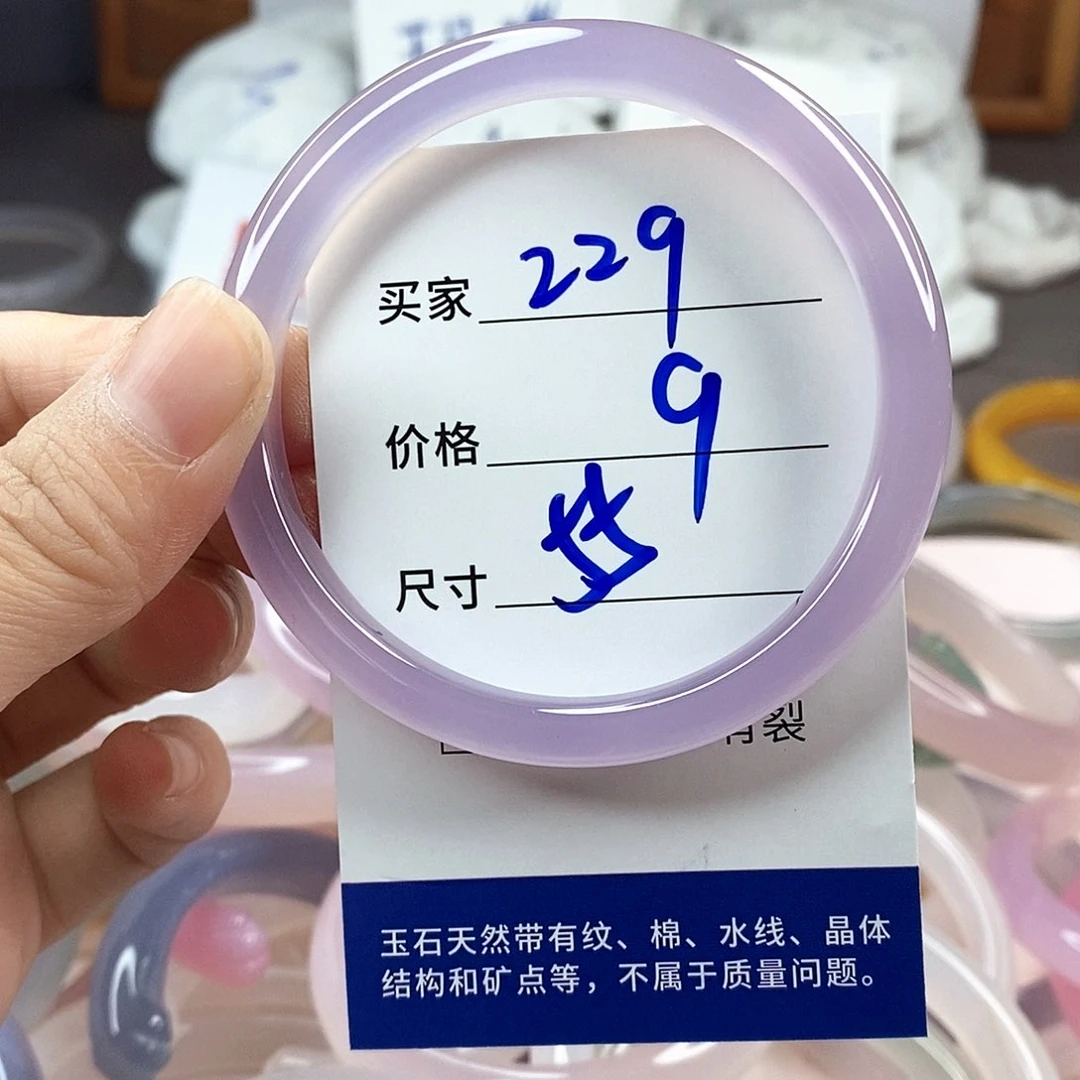 买家 229
价格 9
尺寸
有裂
玉石天然带有纹、棉、水线、晶体
结构和矿点等，不属于质量问题。